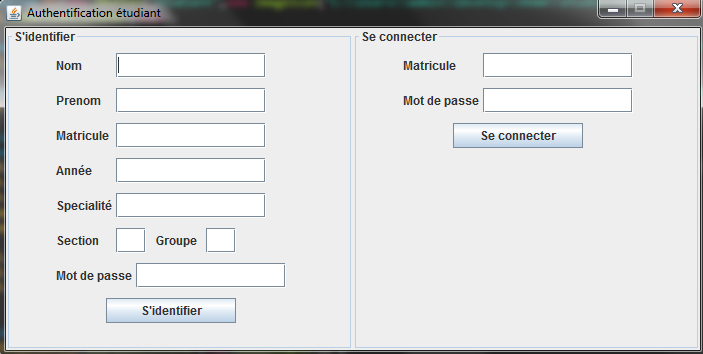 Authentification étudiant
S'identifier
Nom
Prenom
Matricule
Année
Specialité
Section Groupe
Mot de passe
S'identifier
Se connecter
Matricule
Mot de passe
Se connecter